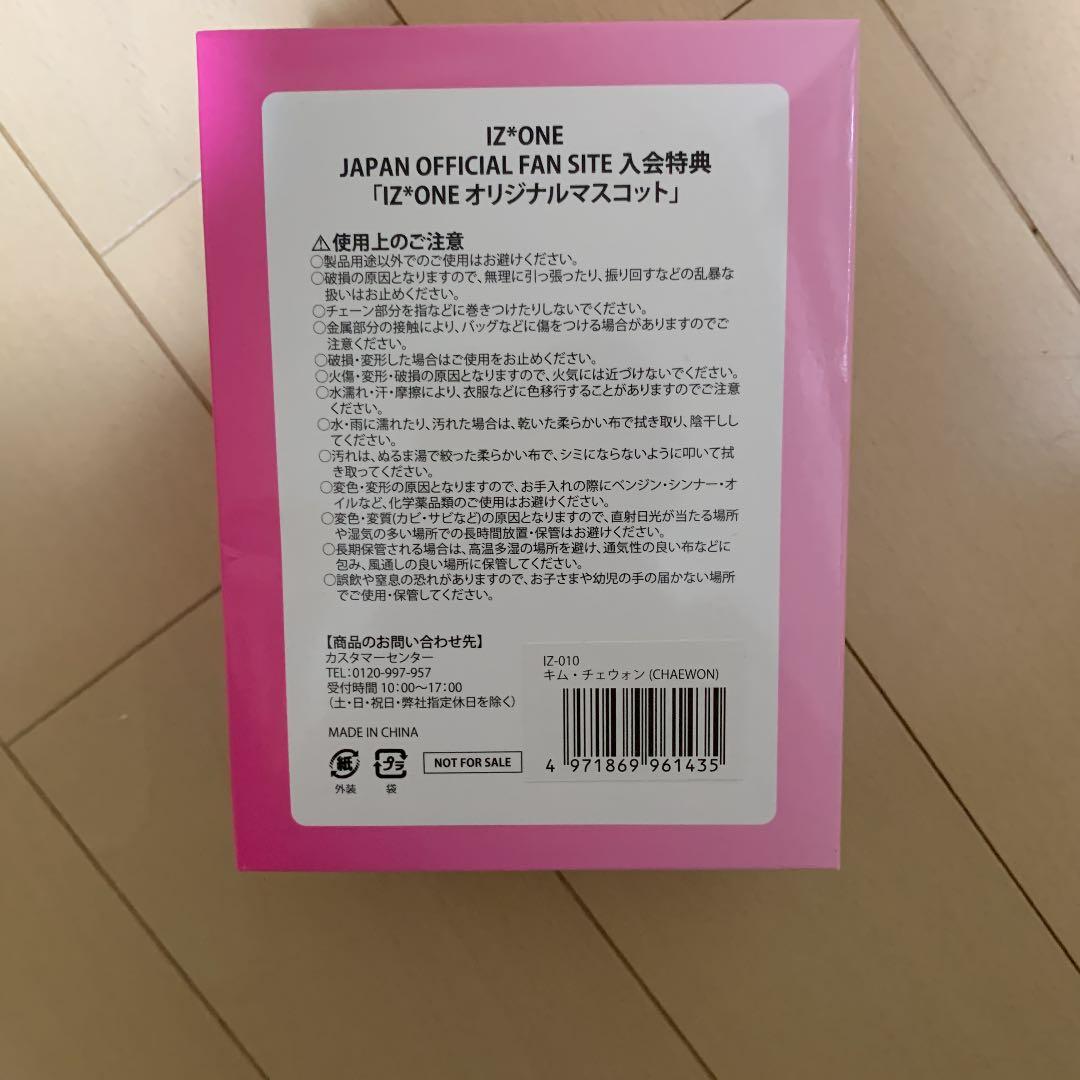 IZ*ONE
JAPAN OFFICIAL FAN SITE 入会特典
「IZ*ONE オリジナルマスコット」
⚠使用上のご注意
○製品用途以外でのご使用はお避けください。
○破損の原因となりますので、無理に引っ張ったり、振り回すなどの乱暴な
扱いはお止めください。
○チェーン部分を指などに巻きつけたりしないでください。
○金属部分の接触により、バッグなどに傷をつける場合がありますのでご
注意ください。
○破損・変形した場合はご使用をお止めください。
○火傷・変形・破損の原因となりますので、火気には近づけないでください。
○水濡れ・汗・摩擦により、衣服などに色移行することがありますのでご注意
ください。
○水・雨に濡れたり、汚れた場合は、乾いた柔らかい布で拭き取り、陰干しし
てください。
○汚れは、ぬるま湯で絞った柔らかい布で、シミにならないように叩いて拭
き取ってください。
○変色・変形の原因となりますので、お手入れの際にベンジン・シンナー・オ
イルなど、化学薬品類のご使用はお避けください。
○変色・変質(カビ・サビなど)の原因となりますので、直射日光が当たる場所
や湿気の多い場所での長時間放置・保管はお避けください。
○長期保管される場合は、高温多湿の場所を避け、通気性の良い布などに
包み、風通しの良い場所に保管してください。
○誤飲や窒息の恐れがありますので、お子さまや幼児の手の届かない場所
でご使用・保管してください。
【商品のお問い合わせ先】
カスタマーセンター
TEL：0120-997-957
受付時間 10：00～17：00
（土・日・祝日・弊社指定休日を除く）
MADE IN CHINA
紙
外装
プラ
袋
NOT FOR SALE
IZ-010
キム・チェウォン (CHAEWON)
4 971869 961435